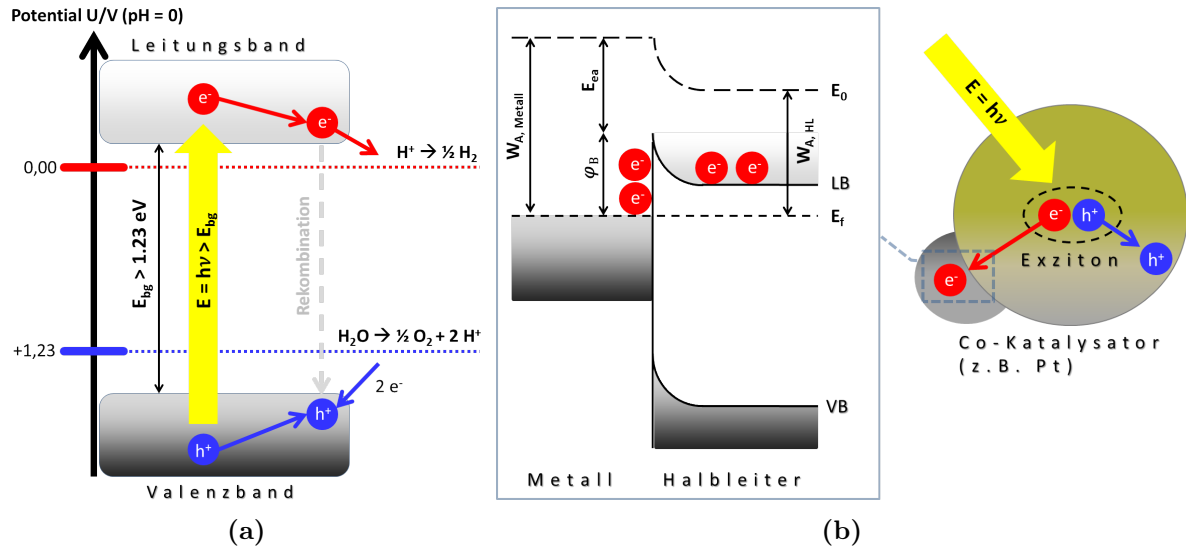 Potential U/V (pH = 0)
Leitungsband
e⁻
e⁻
H⁺ → ½ H₂
0,00
E_bg > 1.23 eV
E = hν > E_bg
Rekombination
H₂O → ½ O₂ + 2 H⁺
+1,23
2 e⁻
h⁺
h⁺
Valenzband
(a)
W_A, Metall
E_ea
φ_B
W_A, HL
E₀
e⁻
e⁻
e⁻
e⁻
LB
E_f
VB
Metall
Halbleiter
E = hν
e⁻
h⁺
Exziton
h⁺
e⁻
Co-Katalysator
(z.B. Pt)
(b)